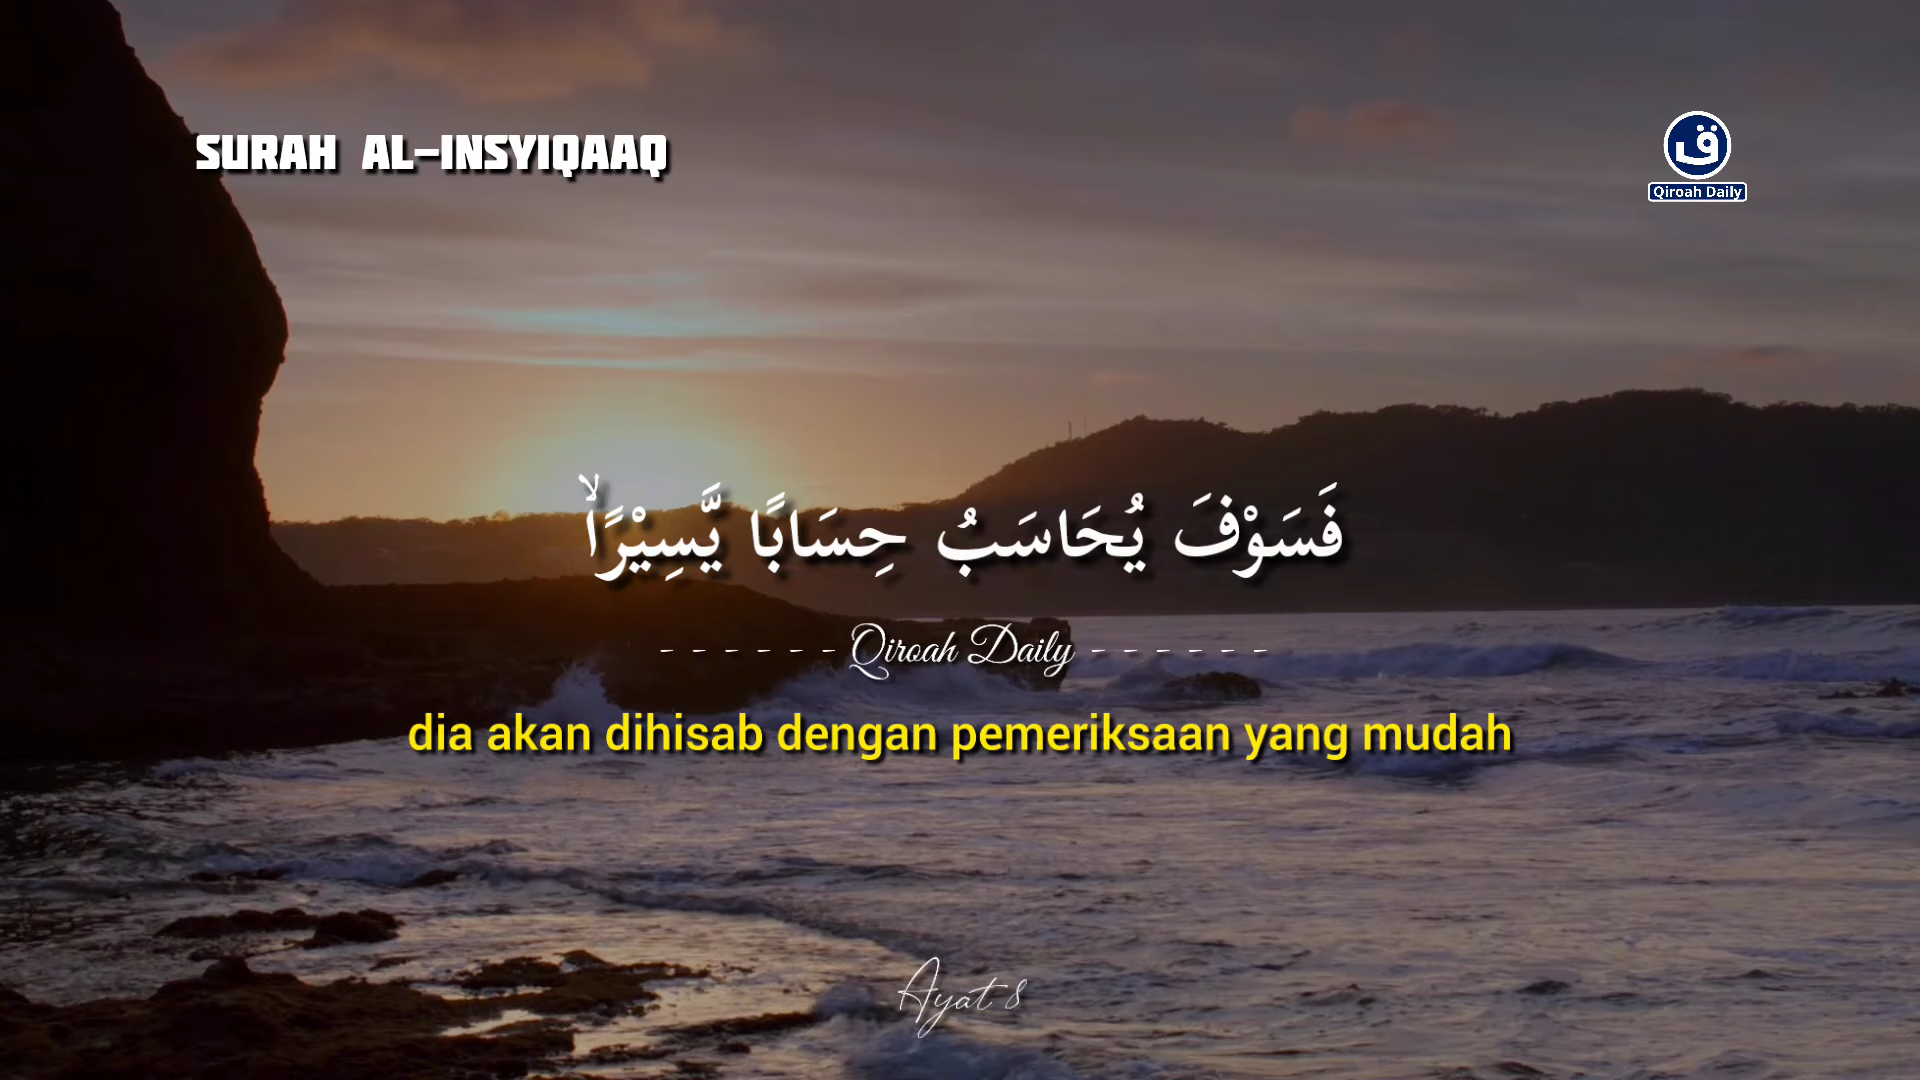 SURAH AL-INSYIQAAQ
ق
Qiroah Daily
فَسَوْفَ يُحَاسَبُ حِسَابًا يَّسِيْرًاۙ
- - - - - - Qiroah Daily - - - - - -
dia akan dihisab dengan pemeriksaan yang mudah
Ayat 8